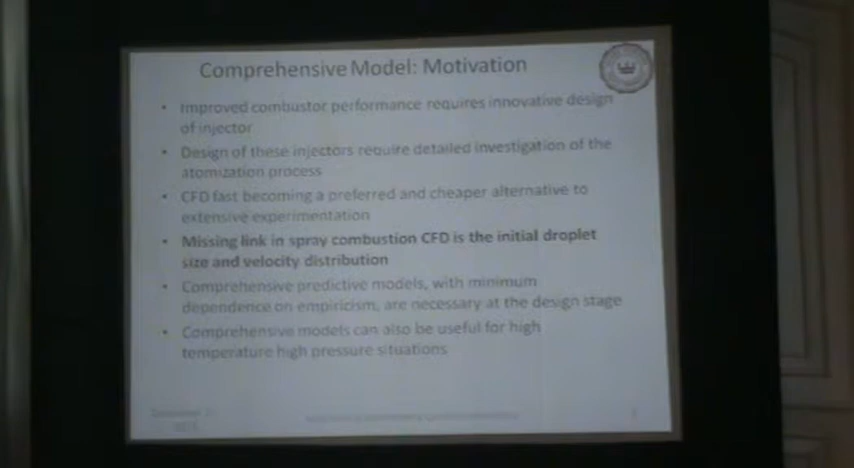 Comprehensive Model: Motivation
• Improved combustor performance requires innovative design
of injector
• Design of these injectors require detailed investigation of the
atomization process
• CFD fast becoming a preferred and cheaper alternative to
extensive experimentation
• Missing link in spray combustion CFD is the initial droplet
size and velocity distribution
• Comprehensive predictive models, with minimum
dependence on empiricism, are necessary at the design stage
• Comprehensive models can also be useful for high
temperature high pressure situations